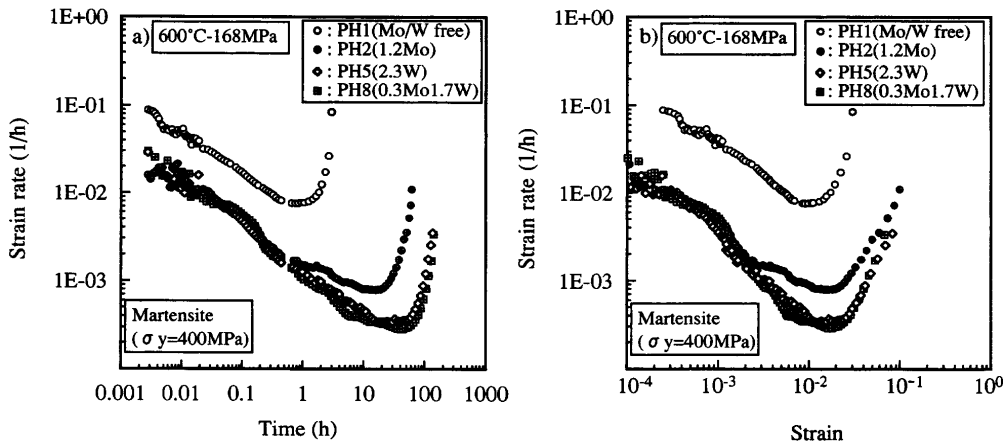 a) 600°C-168MPa
○ : PH1(Mo/W free)
● : PH2(1.2Mo)
◇ : PH5(2.3W)
■ : PH8(0.3Mo1.7W)
1E+00
1E-01
1E-02
1E-03
Strain rate (1/h)
Martensite
( σ y=400MPa)
0.001 0.01 0.1 1 10 100 1000
Time (h)
b) 600°C-168MPa
○ : PH1(Mo/W free)
● : PH2(1.2Mo)
◇ : PH5(2.3W)
■ : PH8(0.3Mo1.7W)
1E+00
1E-01
1E-02
1E-03
Strain rate (1/h)
Martensite
( σ y=400MPa)
10⁻⁴ 10⁻³ 10⁻² 10⁻¹ 10⁰
Strain